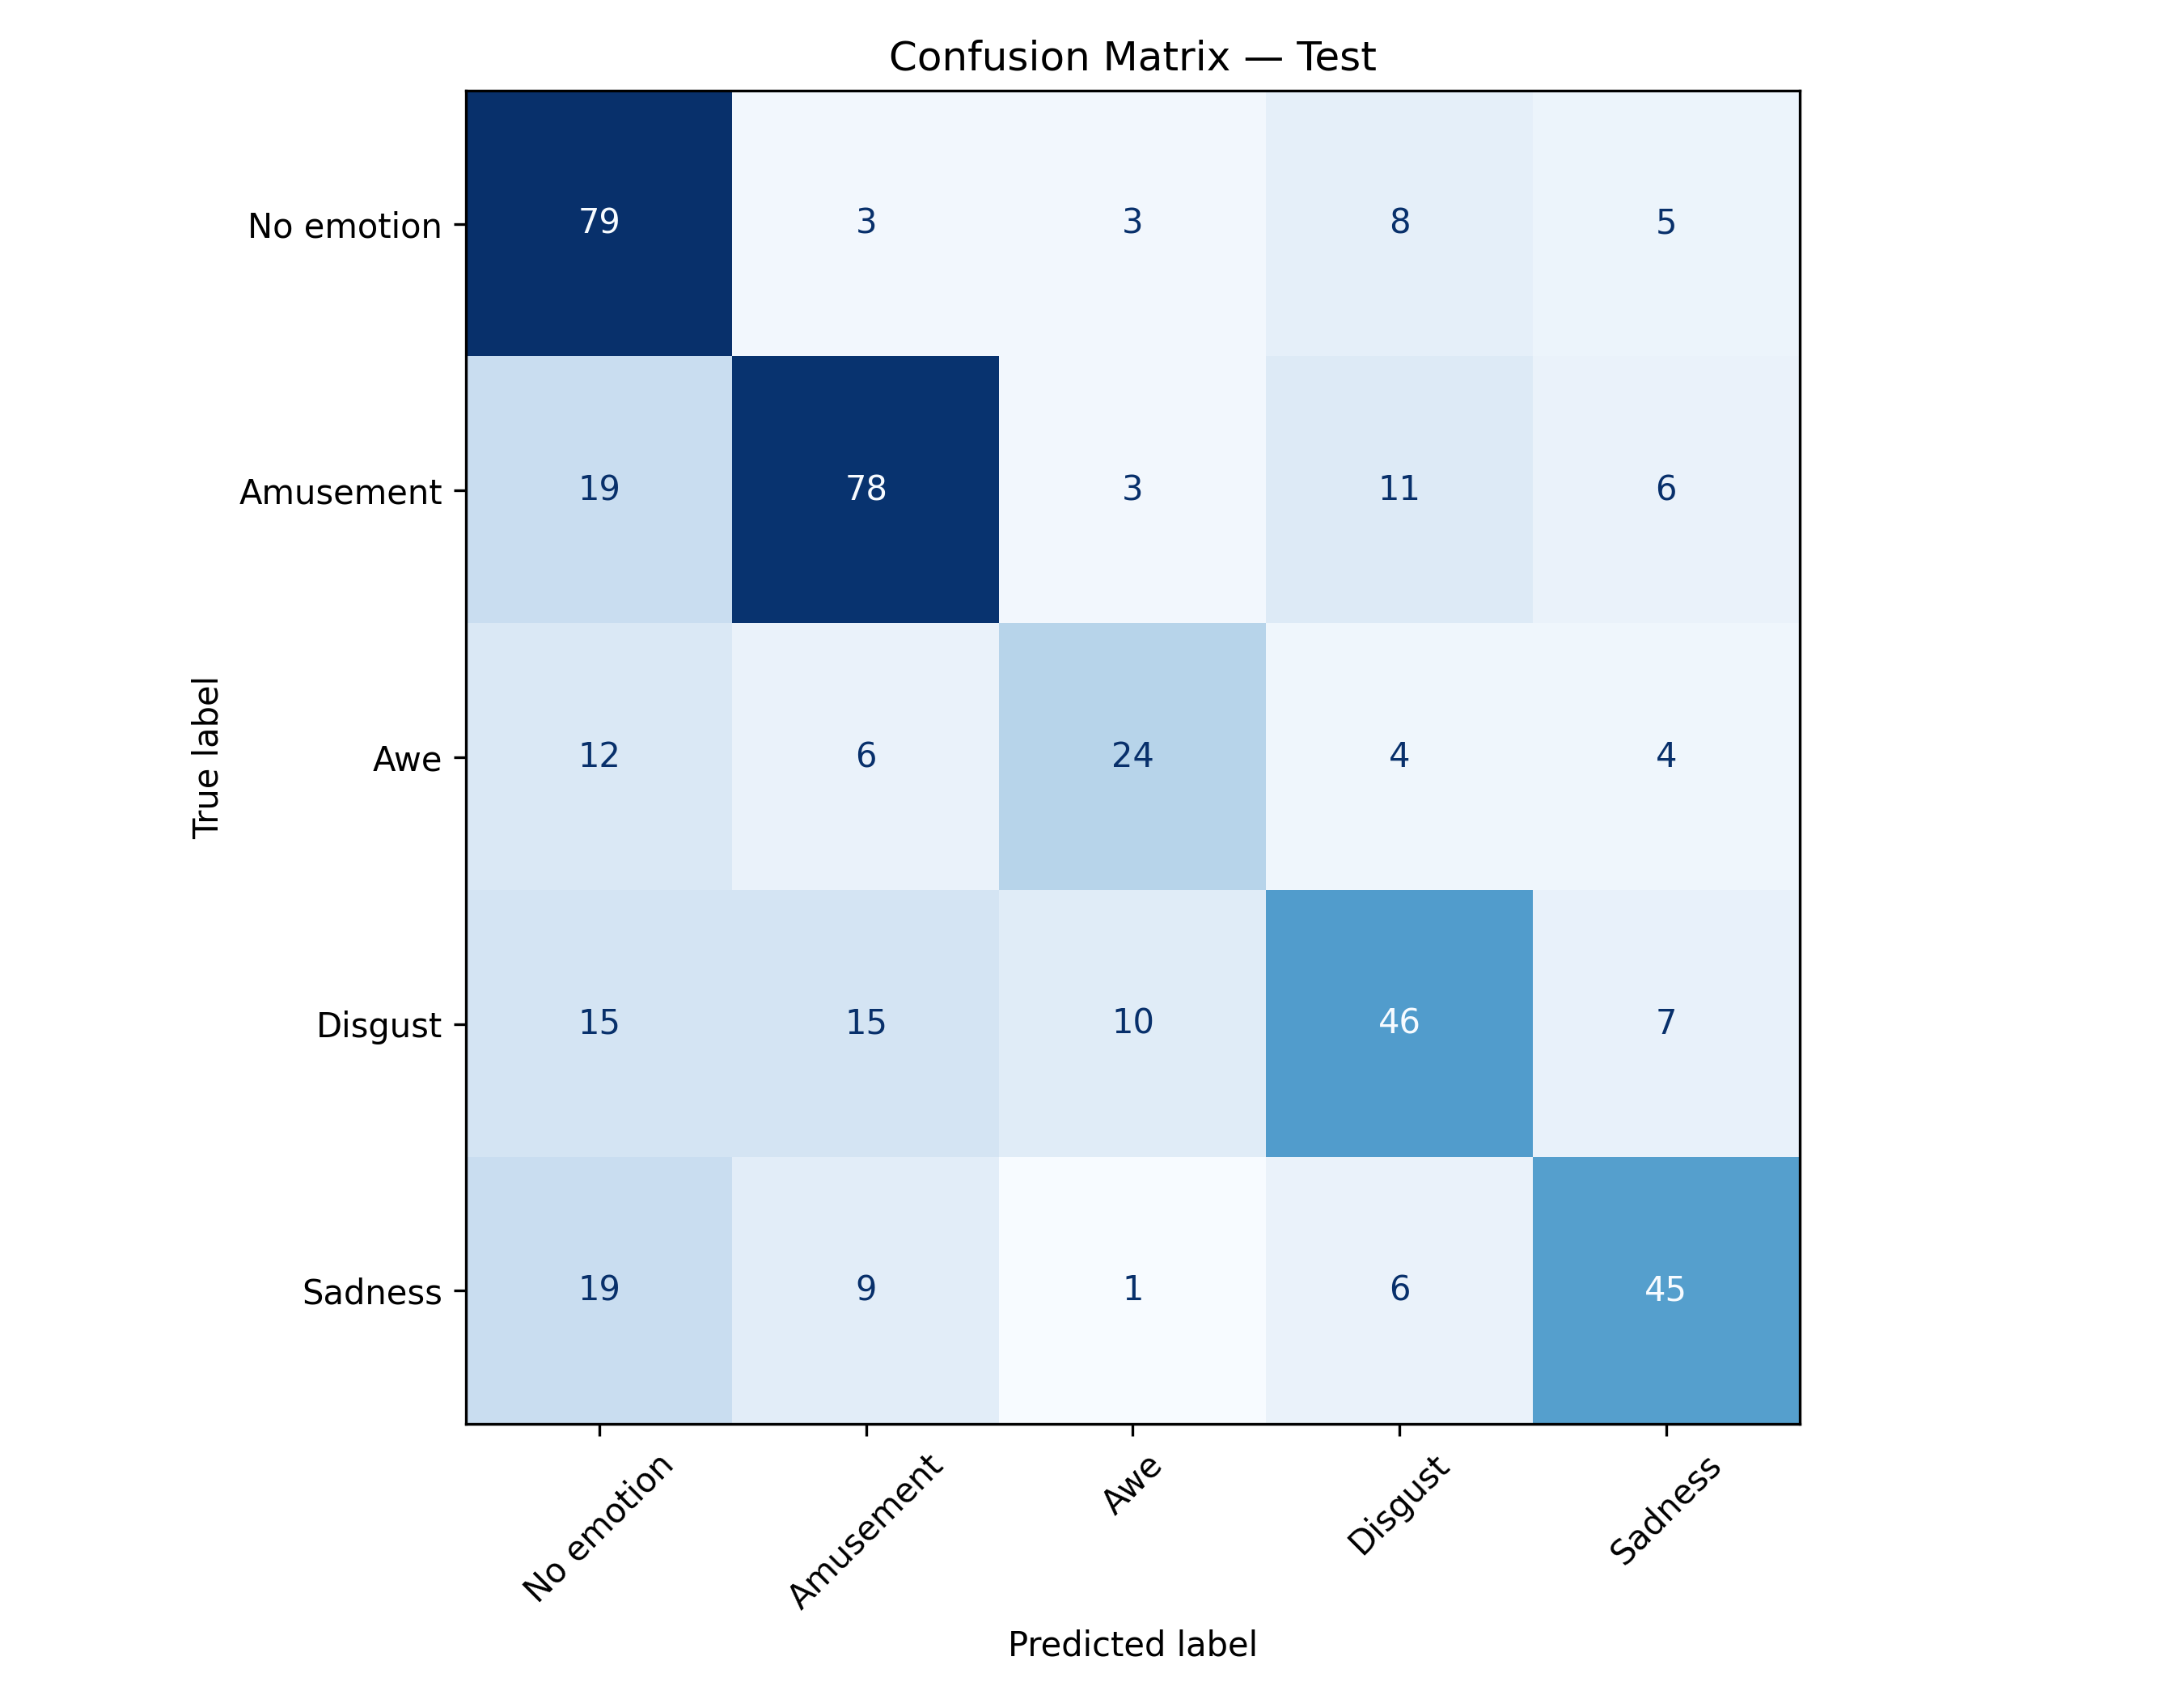 Confusion Matrix — Test
No emotion 79 3 3 8 5
Amusement 19 78 3 11 6
Awe 12 6 24 4 4
Disgust 15 15 10 46 7
Sadness 19 9 1 6 45
True label
No emotion Amusement Awe Disgust Sadness
Predicted label